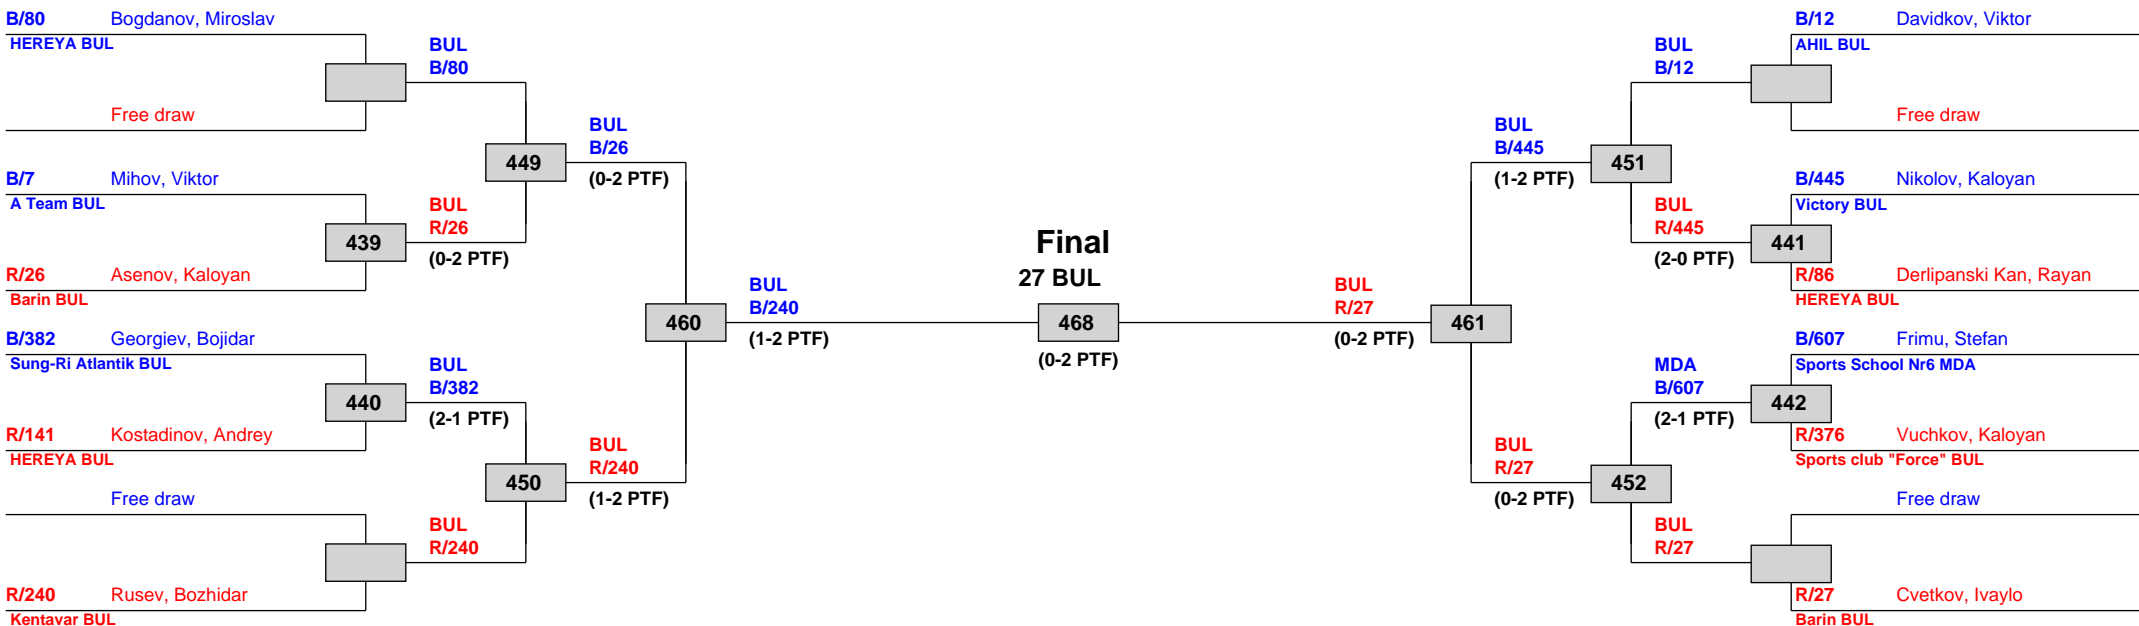 B/80 Bogdanov, Miroslav
HEREYA BUL
Free draw
B/7 Mihov, Viktor
A Team BUL
R/26 Asenov, Kaloyan
Barin BUL
B/382 Georgiev, Bojidar
Sung-Ri Atlantik BUL
R/141 Kostadinov, Andrey
HEREYA BUL
Free draw
R/240 Rusev, Bozhidar
Kentavar BUL
BUL
B/80
439
BUL
R/26
(0-2 PTF)
440
BUL
B/382
(2-1 PTF)
BUL
R/240
449
BUL
B/26
(0-2 PTF)
450
BUL
R/240
(1-2 PTF)
460
BUL
B/240
(1-2 PTF)
Final
27 BUL
468
(0-2 PTF)
BUL
R/27
(0-2 PTF)
461
BUL
B/445
(1-2 PTF)
451
BUL
R/27
(0-2 PTF)
452
BUL
B/12
BUL
R/445
(2-0 PTF)
441
MDA
B/607
(2-1 PTF)
442
BUL
R/27
B/12 Davidkov, Viktor
AHIL BUL
Free draw
B/445 Nikolov, Kaloyan
Victory BUL
R/86 Derlipanski Kan, Rayan
HEREYA BUL
B/607 Frimu, Stefan
Sports School Nr6 MDA
R/376 Vuchkov, Kaloyan
Sports club "Force" BUL
Free draw
R/27 Cvetkov, Ivaylo
Barin BUL